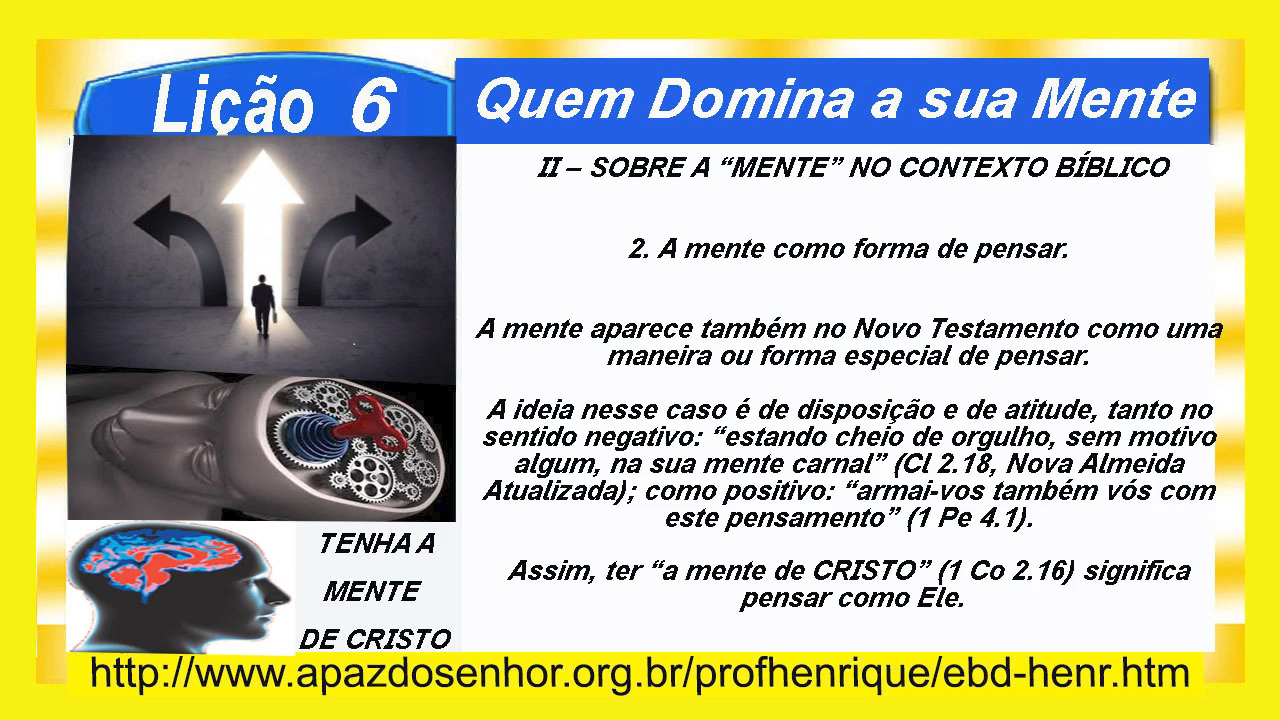 Lição 6
Quem Domina a sua Mente
II – SOBRE A “MENTE” NO CONTEXTO BÍBLICO
2. A mente como forma de pensar.
A mente aparece também no Novo Testamento como uma
maneira ou forma especial de pensar.
A ideia nesse caso é de disposição e de atitude, tanto no
sentido negativo: “estando cheio de orgulho, sem motivo
algum, na sua mente carnal” (Cl 2.18, Nova Almeida
Atualizada); como positivo: “armai-vos também vós com
este pensamento” (1 Pe 4.1).
Assim, ter “a mente de CRISTO” (1 Co 2.16) significa
pensar como Ele.
TENHA A
MENTE
DE CRISTO
http://www.apazdosenhor.org.br/profhenrique/ebd-henr.htm